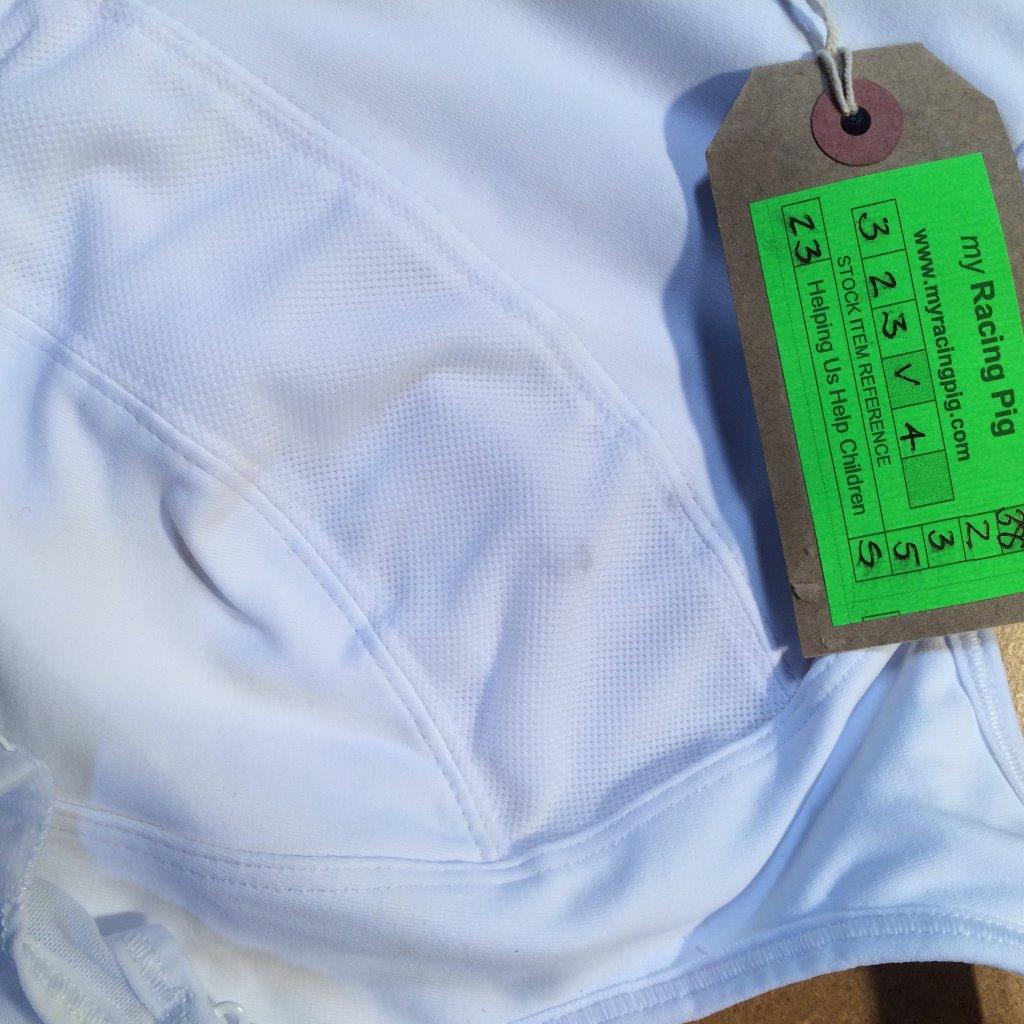 my Racing Pig
www.myracingpig.com
3 2 3 V 4
STOCK ITEM REFERENCE
23 Helping Us Help Children
2 3 5 S